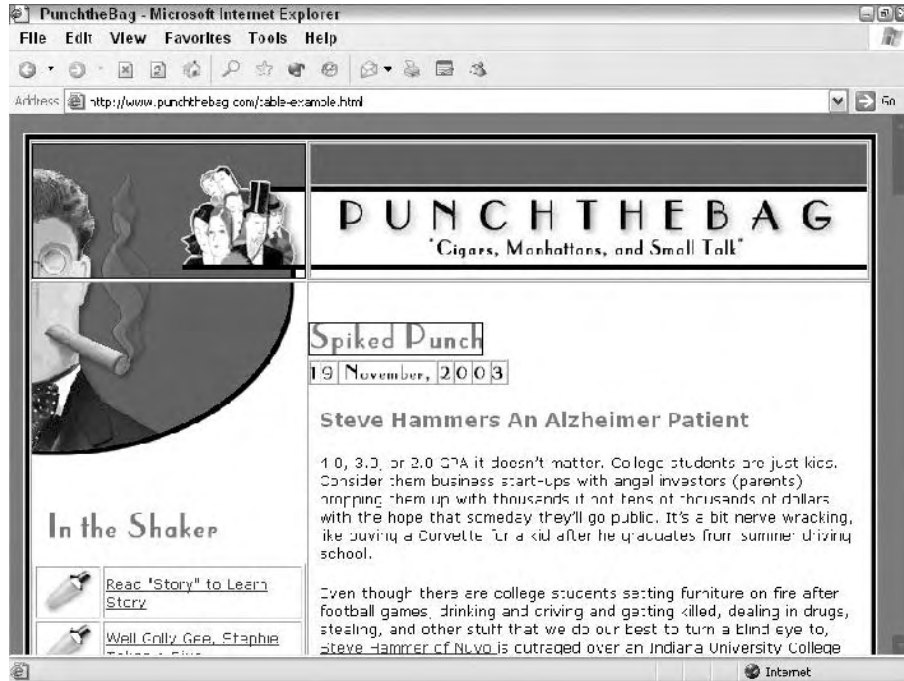 PunchtheBag - Microsoft Internet Explorer
File Edit View Favorites Tools Help
Address http://www.punchthebag.com/table-example.html Go
PUNCHTHEBAG
"Cigars, Manhattans, and Small Talk"
Spiked Punch
19 November, 2003
Steve Hammers An Alzheimer Patient
4.0, 3.0, or 2.0 GPA it doesn't matter. College students are just kids.
Consider them business start-ups with angel investors (parents)
propping them up with thousands if not tens of thousands of dollars
with the hope that someday they'll go public. It's a bit nerve wracking,
like buying a Corvette for a kid after he graduates from summer driving
school.
Even though there are college students setting furniture on fire after
football games, drinking and driving and getting killed, dealing in drugs,
stealing, and other stuff that we do our best to turn a blind eye to,
Steve Hammer of Nuvo is outraged over an Indiana University College
In the Shaker
Read "Story" to Learn
Story
Well Golly Gee, Stephie
Internet